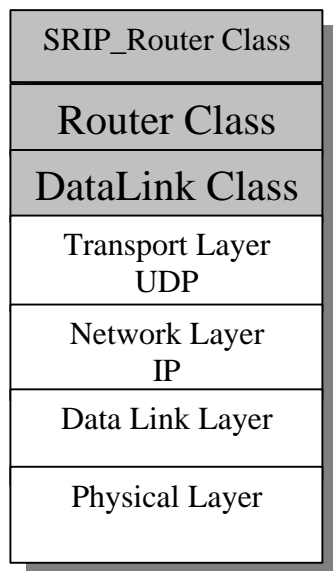 SRIP_Router Class
Router Class
DataLink Class
Transport Layer
UDP
Network Layer
IP
Data Link Layer
Physical Layer